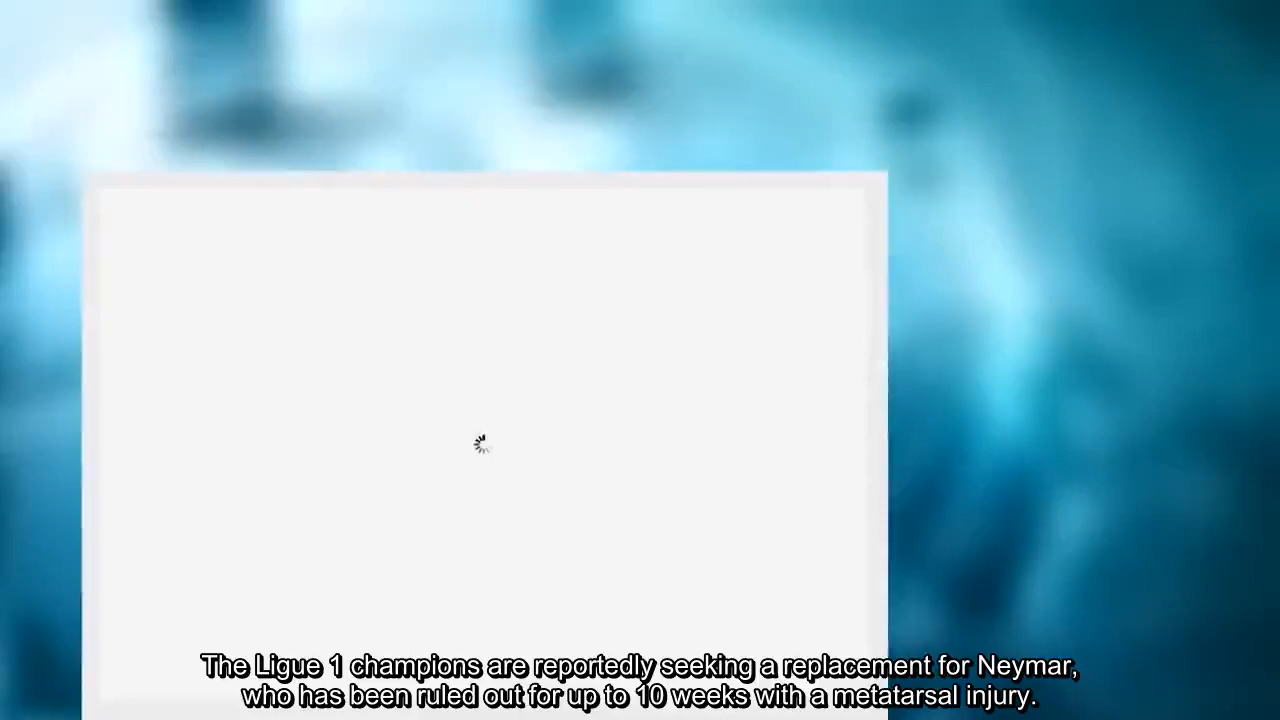 The Ligue 1 champions are reportedly seeking a replacement for Neymar,
who has been ruled out for up to 10 weeks with a metatarsal injury.